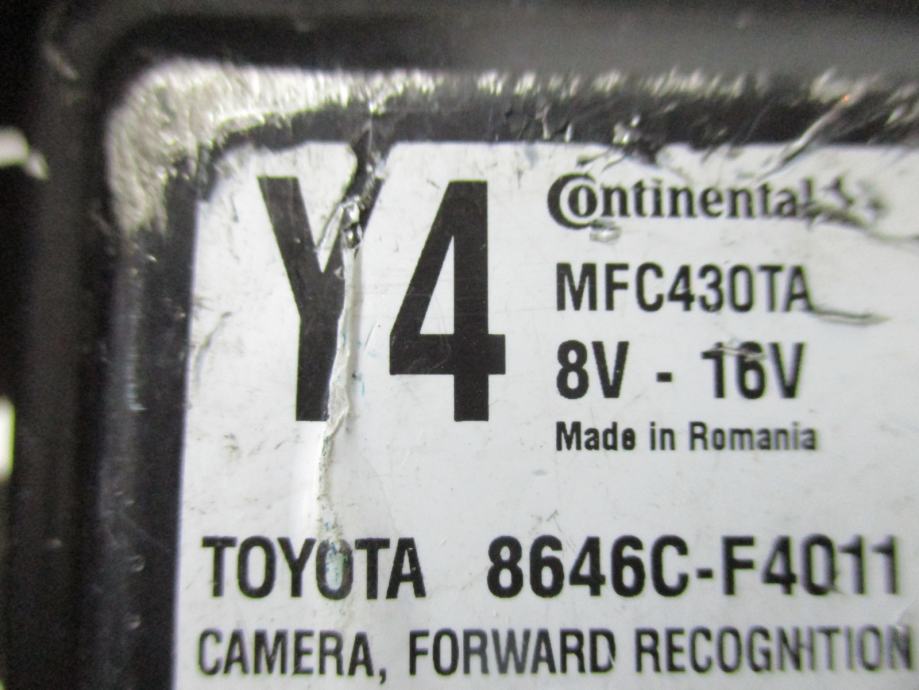 Y4
Continental
MFC430TA
8V - 16V
Made in Romania
TOYOTA 8646C-F4011
CAMERA, FORWARD RECOGNITION